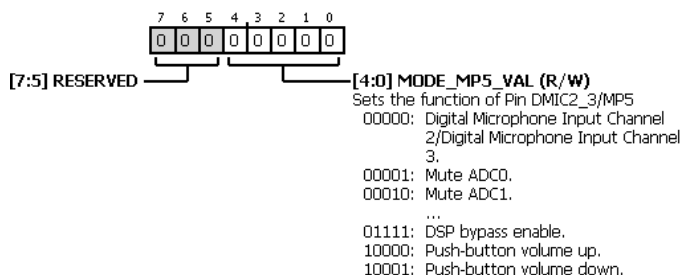 7 6 5 4 3 2 1 0
0 0 0 0 0 0 0 0
[7:5] RESERVED
[4:0] MODE_MP5_VAL (R/W)
Sets the function of Pin DMIC2_3/MP5
00000: Digital Microphone Input Channel
2/Digital Microphone Input Channel
3.
00001: Mute ADC0.
00010: Mute ADC1.
...
01111: DSP bypass enable.
10000: Push-button volume up.
10001: Push-button volume down.